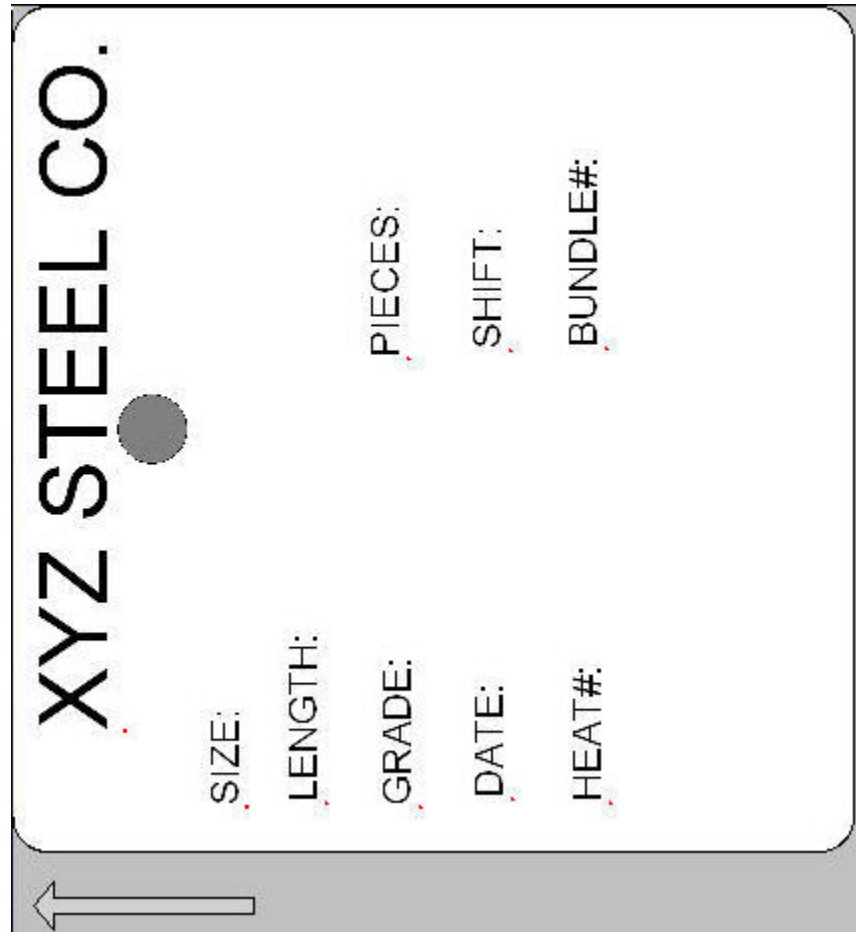 XYZ STEEL CO.
SIZE:
LENGTH:
GRADE: PIECES:
DATE: SHIFT:
HEAT#: BUNDLE#: